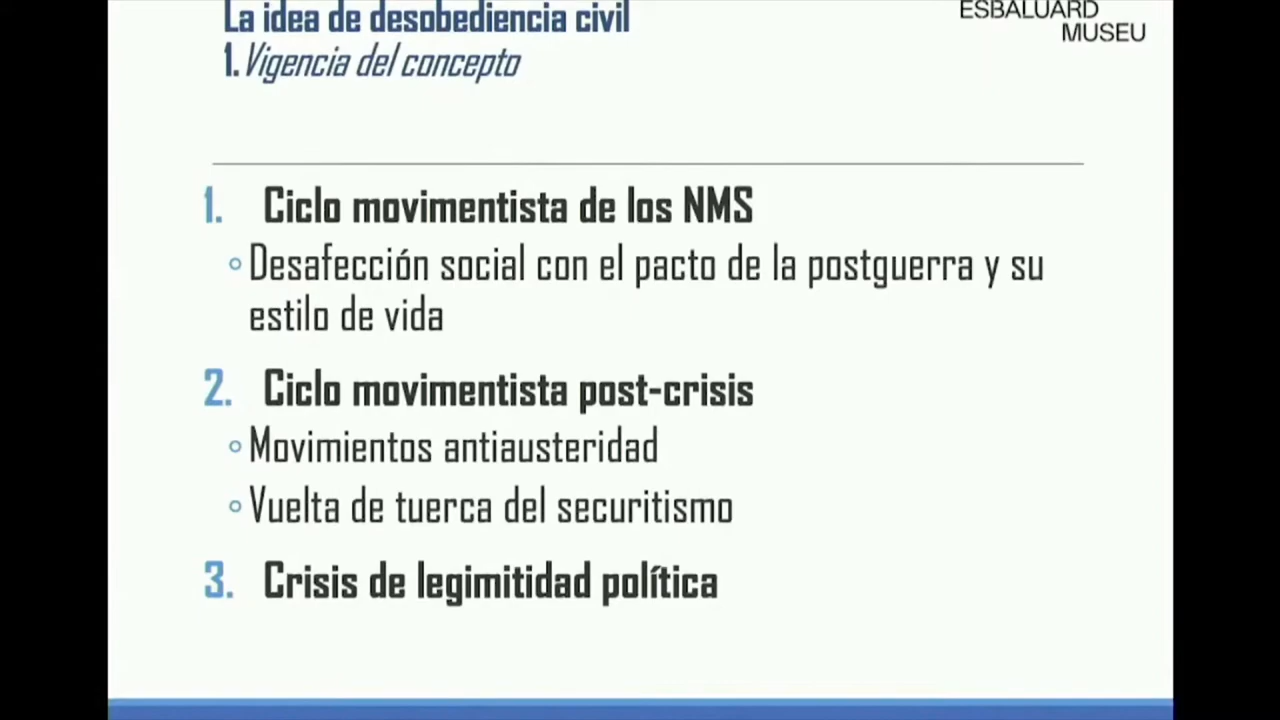 La idea de desobediencia civil
1. Vigencia del concepto
ESBALUARD
MUSEU
1. Ciclo movimentista de los NMS
Desafección social con el pacto de la postguerra y su
estilo de vida
2. Ciclo movimentista post-crisis
Movimientos antiausteridad
Vuelta de tuerca del securitismo
3. Crisis de legimitidad política